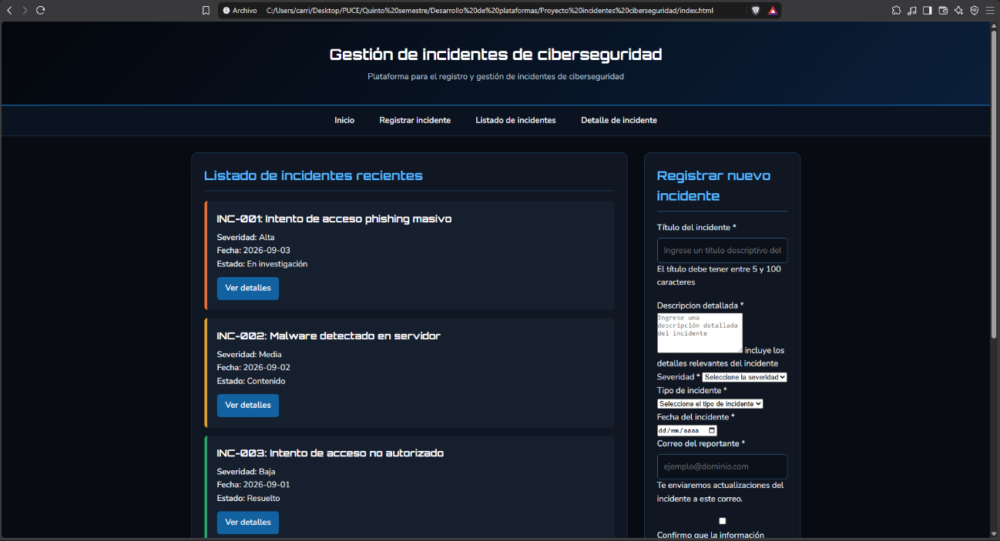 Archivo C:/Users/carri/Desktop/PUCE/Quinto%20semestre/Desarrollo%20de%20plataformas/Proyecto%20incidentes%20ciberseguridad/index.html
Gestión de incidentes de ciberseguridad
Plataforma para el registro y gestión de incidentes de ciberseguridad
Inicio Registrar incidente Listado de incidentes Detalle de incidente
Listado de incidentes recientes
INC-001: Intento de acceso phishing masivo
Severidad: Alta
Fecha: 2026-09-03
Estado: En investigación
Ver detalles
INC-002: Malware detectado en servidor
Severidad: Media
Fecha: 2026-09-02
Estado: Contenido
Ver detalles
INC-003: Intento de acceso no autorizado
Severidad: Baja
Fecha: 2026-09-01
Estado: Resuelto
Ver detalles
Registrar nuevo
incidente
Título del incidente *
Ingrese un título descriptivo del
El título debe tener entre 5 y 100
caracteres
Descripcion detallada *
Ingrese una
descripción detallada
del incidente
incluye los
detalles relevantes del incidente
Severidad * Seleccione la severidad
Tipo de incidente *
Seleccione el tipo de incidente
Fecha del incidente *
dd/mm/aaaa
Correo del reportante *
ejemplo@dominio.com
Te enviaremos actualizaciones del
incidente a este correo.
Confirmo que la información